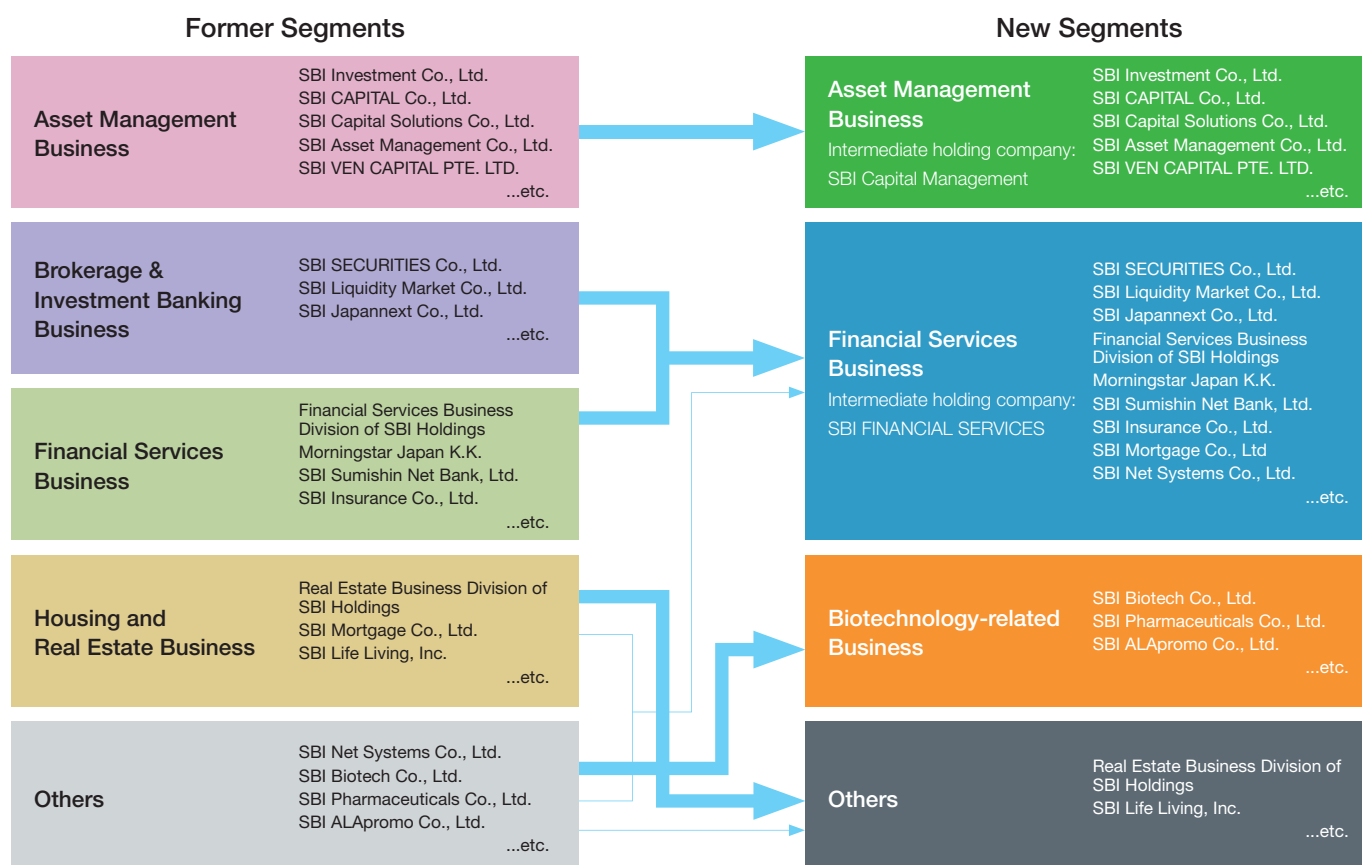 Former Segments
Asset Management
Business
SBI Investment Co., Ltd.
SBI CAPITAL Co., Ltd.
SBI Capital Solutions Co., Ltd.
SBI Asset Management Co., Ltd.
SBI VEN CAPITAL PTE. LTD.
...etc.
Brokerage &
Investment Banking
Business
SBI SECURITIES Co., Ltd.
SBI Liquidity Market Co., Ltd.
SBI Japannext Co., Ltd.
...etc.
Financial Services
Business
Financial Services Business
Division of SBI Holdings
Morningstar Japan K.K.
SBI Sumishin Net Bank, Ltd.
SBI Insurance Co., Ltd.
...etc.
Housing and
Real Estate Business
Real Estate Business Division of
SBI Holdings
SBI Mortgage Co., Ltd.
SBI Life Living, Inc.
...etc.
Others
SBI Net Systems Co., Ltd.
SBI Biotech Co., Ltd.
SBI Pharmaceuticals Co., Ltd.
SBI ALApromo Co., Ltd.
...etc.
New Segments
Asset Management
Business
Intermediate holding company:
SBI Capital Management
SBI Investment Co., Ltd.
SBI CAPITAL Co., Ltd.
SBI Capital Solutions Co., Ltd.
SBI Asset Management Co., Ltd.
SBI VEN CAPITAL PTE. LTD.
...etc.
Financial Services
Business
Intermediate holding company:
SBI FINANCIAL SERVICES
SBI SECURITIES Co., Ltd.
SBI Liquidity Market Co., Ltd.
SBI Japannext Co., Ltd.
Financial Services Business
Division of SBI Holdings
Morningstar Japan K.K.
SBI Sumishin Net Bank, Ltd.
SBI Insurance Co., Ltd.
SBI Mortgage Co., Ltd
SBI Net Systems Co., Ltd.
...etc.
Biotechnology-related
Business
SBI Biotech Co., Ltd.
SBI Pharmaceuticals Co., Ltd.
SBI ALApromo Co., Ltd.
...etc.
Others
Real Estate Business Division of
SBI Holdings
SBI Life Living, Inc.
...etc.